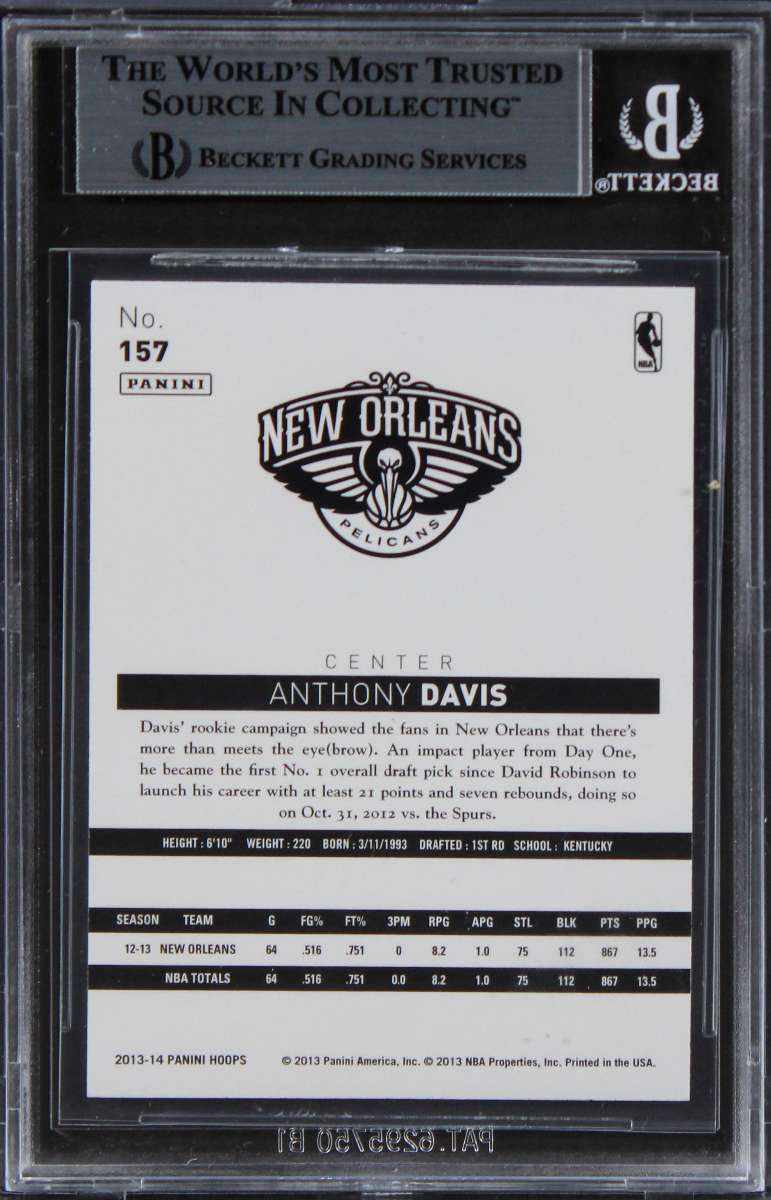 THE WORLD'S MOST TRUSTED
SOURCE IN COLLECTING™
B BECKETT GRADING SERVICES
B
BECKETT®
No.
157
PANINI
NBA
NEW ORLEANS
PELICANS
CENTER
ANTHONY DAVIS
Davis' rookie campaign showed the fans in New Orleans that there's
more than meets the eye(brow). An impact player from Day One,
he became the first No. 1 overall draft pick since David Robinson to
launch his career with at least 21 points and seven rebounds, doing so
on Oct. 31, 2012 vs. the Spurs.
HEIGHT : 6'10" WEIGHT : 220 BORN : 3/11/1993 DRAFTED : 1ST RD SCHOOL : KENTUCKY
SEASON TEAM G FG% FT% 3PM RPG APG STL BLK PTS PPG
12-13 NEW ORLEANS 64 .516 .751 0 8.2 1.0 75 112 867 13.5
NBA TOTALS 64 .516 .751 0.0 8.2 1.0 75 112 867 13.5
2013-14 PANINI HOOPS © 2013 Panini America, Inc. © 2013 NBA Properties, Inc. Printed in the USA.
PAT. 6295750 B1